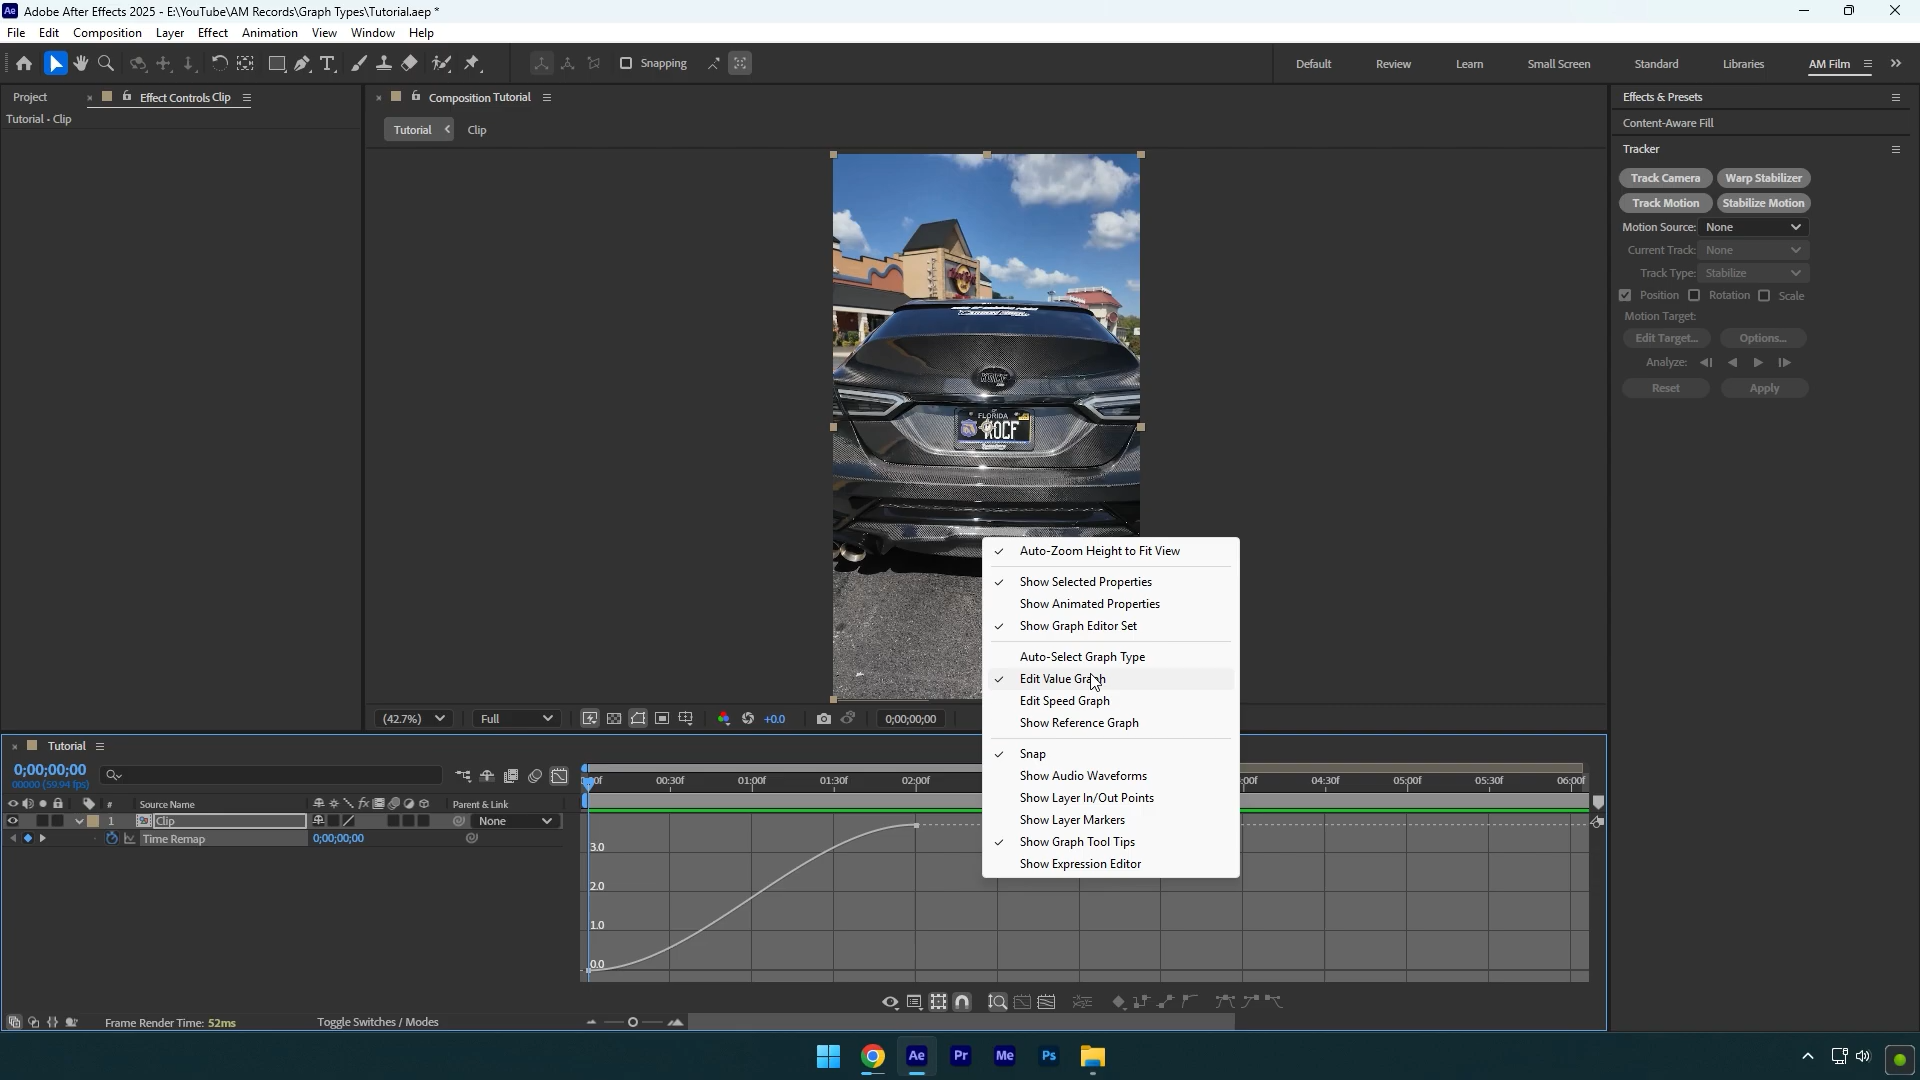 Adobe After Effects 2025 - E:\YouTube\AM Records\Graph Types\Tutorial.aep *
File Edit Composition Layer Effect Animation View Window Help
Snapping
Default Review Learn Small Screen Standard Libraries AM Film
Project Effect Controls Clip
Tutorial • Clip
Composition Tutorial
Tutorial Clip
Effects & Presets
Content-Aware Fill
Tracker
Track Camera Warp Stabilizer
Track Motion Stabilize Motion
Motion Source: None
Current Track: None
Track Type: Stabilize
Position Rotation Scale
Motion Target:
Edit Target... Options...
Analyze:
Reset Apply
FLORIDA
KOCF
Auto-Zoom Height to Fit View
Show Selected Properties
Show Animated Properties
Show Graph Editor Set
Auto-Select Graph Type
Edit Value Graph
Edit Speed Graph
Show Reference Graph
Snap
Show Audio Waveforms
Show Layer In/Out Points
Show Layer Markers
Show Graph Tool Tips
Show Expression Editor
(42.7%) Full +0.0 0;00;00;00
Tutorial
0;00;00;00
00000 (59.94 fps)
00:30f 01:00f 01:30f 02:00f 04:30f 05:00f 05:30f 06:00f
# Source Name fx Parent & Link
1 Clip None
Time Remap 0;00;00;00
3.0
2.0
1.0
0.0
Frame Render Time: 52ms Toggle Switches / Modes
Ae Pr Me Ps